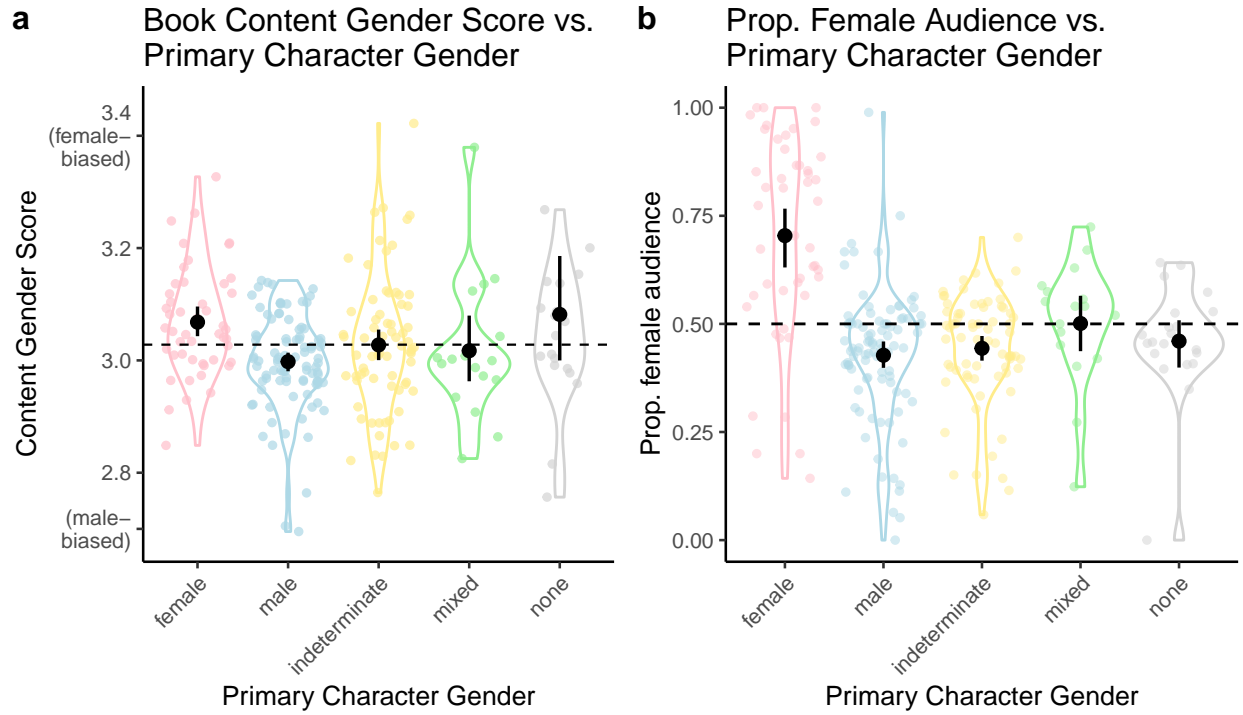 a
Book Content Gender Score vs.
Primary Character Gender
3.4
(female–
biased)
3.2
3.0
2.8
(male–
biased)
Content Gender Score
female
male
indeterminate
mixed
none
Primary Character Gender
b
Prop. Female Audience vs.
Primary Character Gender
1.00
0.75
0.50
0.25
0.00
Prop. female audience
female
male
indeterminate
mixed
none
Primary Character Gender